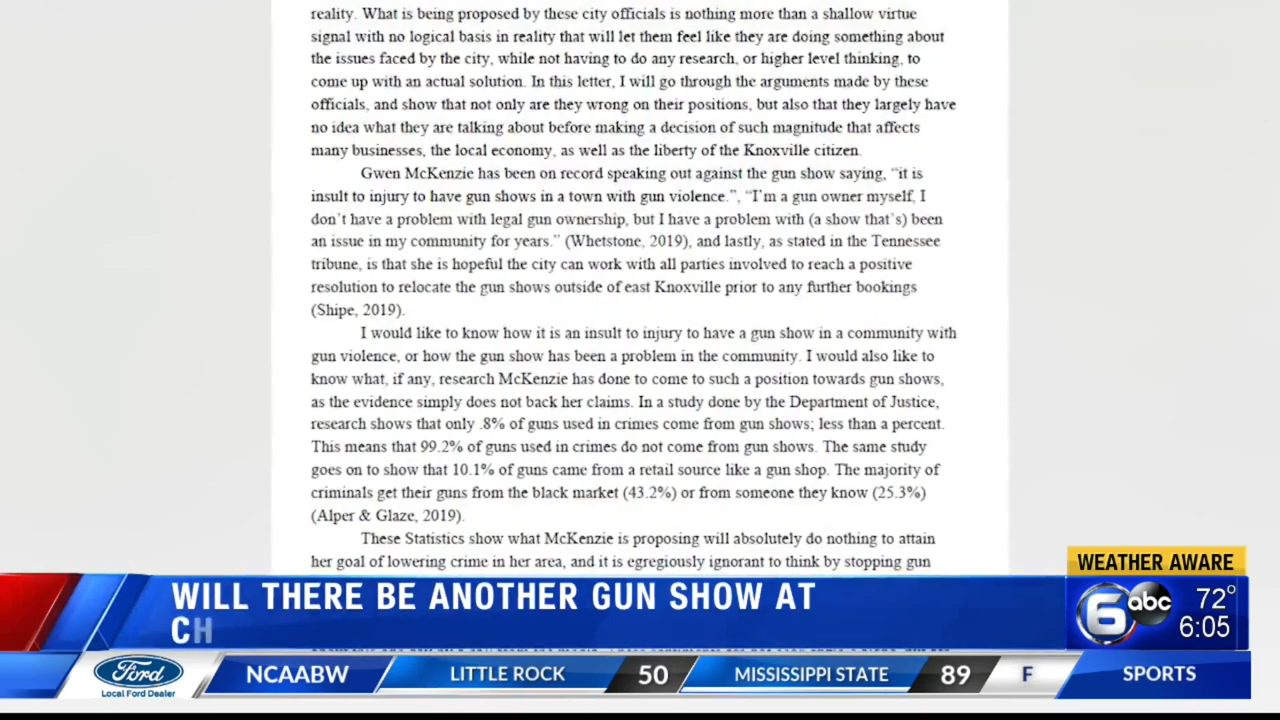 reality. What is being proposed by these city officials is nothing more than a shallow virtue
signal with no logical basis in reality that will let them feel like they are doing something about
the issues faced by the city, while not having to do any research, or higher level thinking, to
come up with an actual solution. In this letter, I will go through the arguments made by these
officials, and show that not only are they wrong on their positions, but also that they largely have
no idea what they are talking about before making a decision of such magnitude that affects
many businesses, the local economy, as well as the liberty of the Knoxville citizen.
Gwen McKenzie has been on record speaking out against the gun show saying, “it is
insult to injury to have gun shows in a town with gun violence.”, “I’m a gun owner myself, I
don’t have a problem with legal gun ownership, but I have a problem with (a show that’s) been
an issue in my community for years.” (Whetstone, 2019), and lastly, as stated in the Tennessee
tribune, is that she is hopeful the city can work with all parties involved to reach a positive
resolution to relocate the gun shows outside of east Knoxville prior to any further bookings
(Shipe, 2019).
I would like to know how it is an insult to injury to have a gun show in a community with
gun violence, or how the gun show has been a problem in the community. I would also like to
know what, if any, research McKenzie has done to come to such a position towards gun shows,
as the evidence simply does not back her claims. In a study done by the Department of Justice,
research shows that only .8% of guns used in crimes come from gun shows; less than a percent.
This means that 99.2% of guns used in crimes do not come from gun shows. The same study
goes on to show that 10.1% of guns came from a retail source like a gun shop. The majority of
criminals get their guns from the black market (43.2%) or from someone they know (25.3%)
(Alper & Glaze, 2019).
These Statistics show what McKenzie is proposing will absolutely do nothing to attain
her goal of lowering crime in her area, and it is egregiously ignorant to think by stopping gun
WEATHER AWARE
WILL THERE BE ANOTHER GUN SHOW AT
CH
6 abc 72°
6:05
Ford
Local Ford Dealer
NCAABW LITTLE ROCK 50 MISSISSIPPI STATE 89 F SPORTS